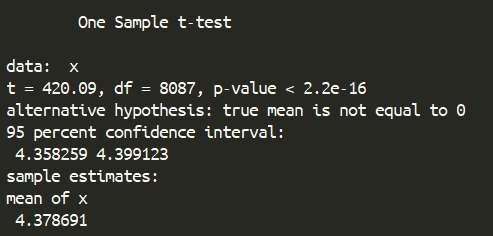 One Sample t-test
data:  x
t = 420.09, df = 8087, p-value < 2.2e-16
alternative hypothesis: true mean is not equal to 0
95 percent confidence interval:
 4.358259 4.399123
sample estimates:
mean of x
 4.378691